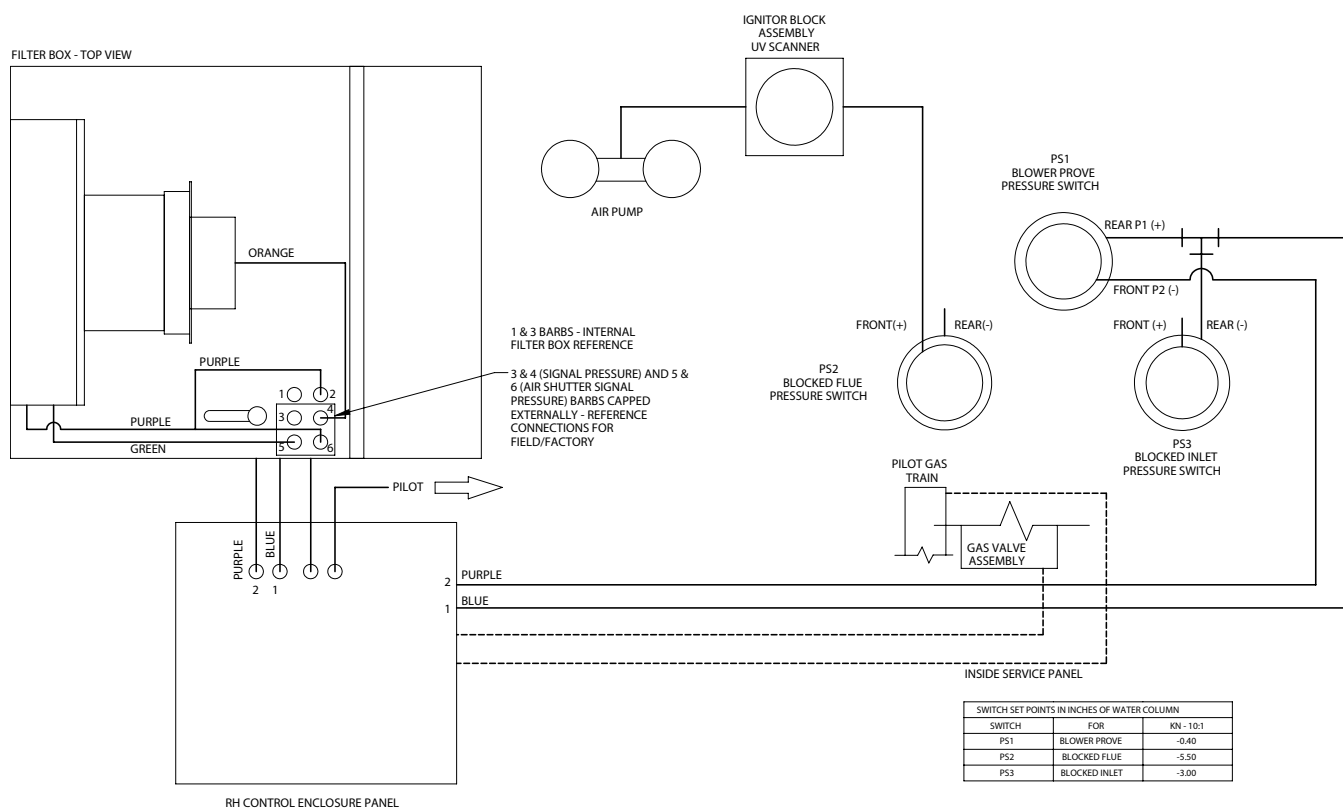 IGNITOR BLOCK
ASSEMBLY
UV SCANNER
FILTER BOX - TOP VIEW
PS1
BLOWER PROVE
PRESSURE SWITCH
AIR PUMP
REAR P1 (+)
ORANGE
FRONT P2 (-)
FRONT(+)
REAR(-)
FRONT (+)
REAR (-)
1 & 3 BARBS - INTERNAL
FILTER BOX REFERENCE
PURPLE
PS2
BLOCKED FLUE
PRESSURE SWITCH
3 & 4 (SIGNAL PRESSURE) AND 5 &
6 (AIR SHUTTER SIGNAL
PRESSURE) BARBS CAPPED
EXTERNALLY - REFERENCE
CONNECTIONS FOR
FIELD/FACTORY
1
2
3
4
PURPLE
5
6
GREEN
PS3
BLOCKED INLET
PRESSURE SWITCH
PILOT GAS
TRAIN
PILOT
GAS VALVE
ASSEMBLY
PURPLE
BLUE
2
1
2
PURPLE
1
BLUE
INSIDE SERVICE PANEL
SWITCH SET POINTS IN INCHES OF WATER COLUMN
SWITCH FOR KN - 10:1
PS1 BLOWER PROVE -0.40
PS2 BLOCKED FLUE -5.50
PS3 BLOCKED INLET -3.00
RH CONTROL ENCLOSURE PANEL